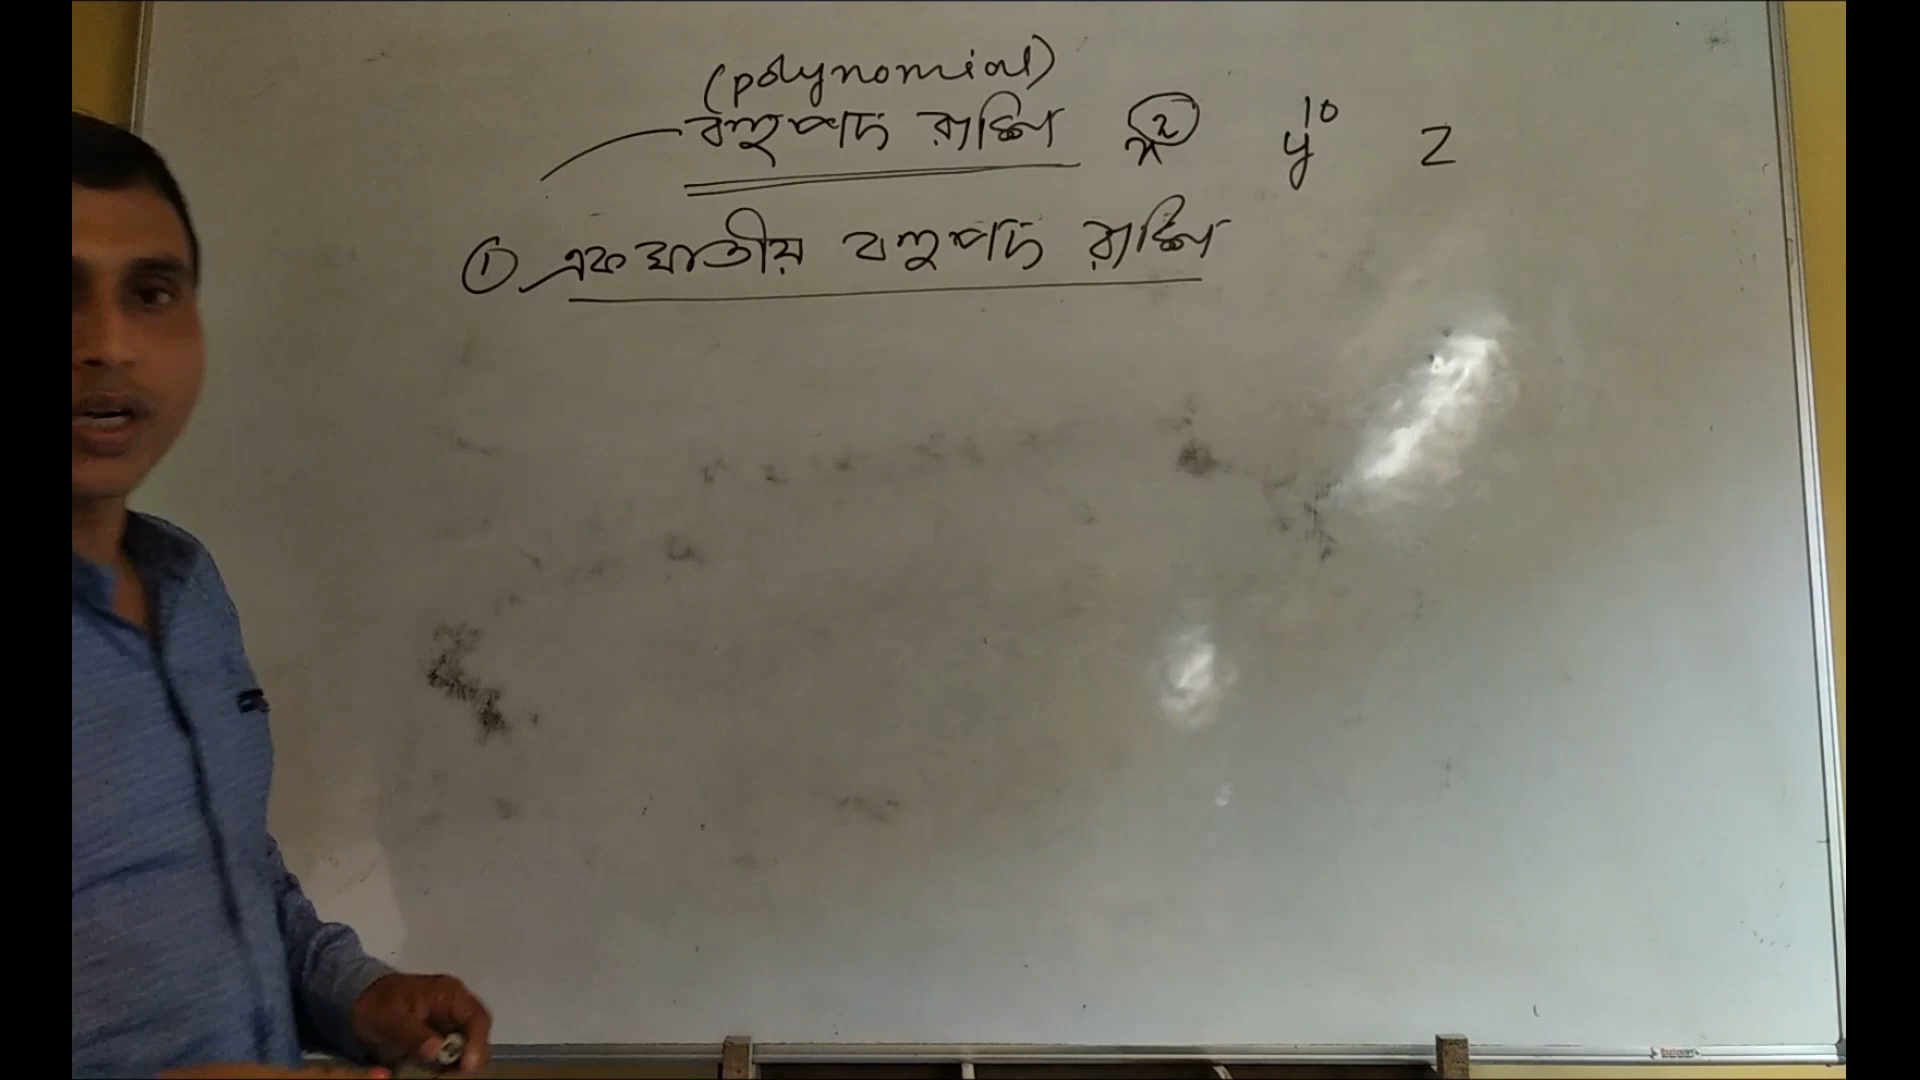 (polynomial)
বহুপদ ৰাশি x² y¹⁰ z
① একঘাতীয় বহুপদ ৰাশি